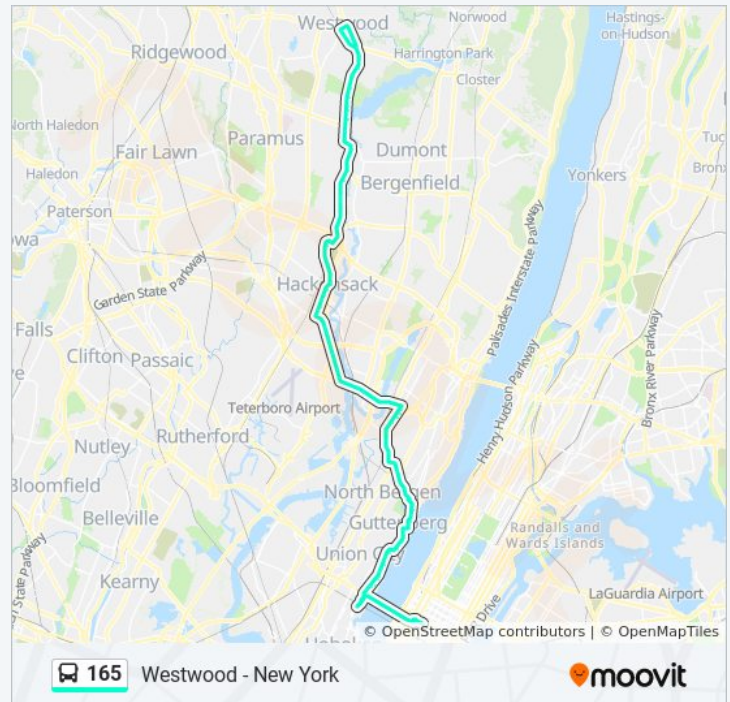 Westwood
Norwood
Hastings-
on-Hudson
Ridgewood
Harrington Park
Closter
North Haledon
Paramus
Dumont
Tuc
Fair Lawn
Bronx
Haledon
Bergenfield
Yonkers
Paterson
Palisades Interstate Parkway
Hackensack
Garden State Parkway
Falls
Clifton
Passaic
Henry Hudson Parkway
Bronx River Parkway
Teterboro Airport
Rutherford
Nutley
Bloomfield
North Bergen
Belleville
Guttenberg
Randalls and
Wards Islands
Union City
Kearny
LaGuardia Airport
Drive
© OpenStreetMap contributors | © OpenMapTiles
165 Westwood - New York
moovit